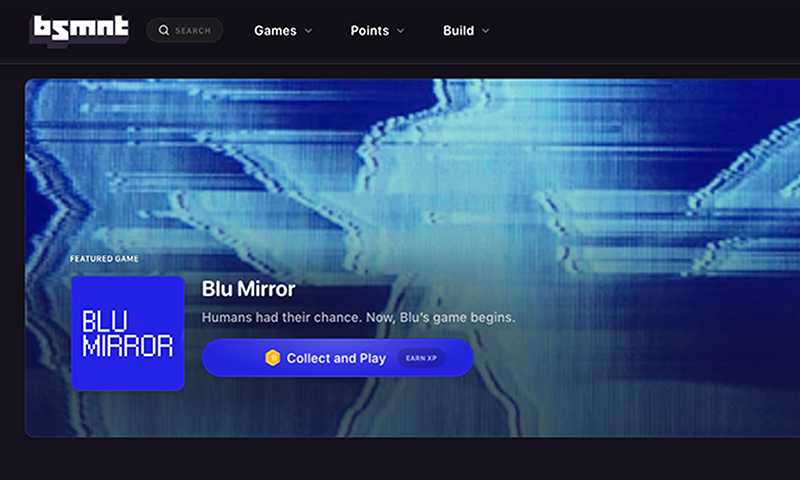 bsmnt
SEARCH
Games
Points
Build
FEATURED GAME
BLU
MIRROR
Blu Mirror
Humans had their chance. Now, Blu's game begins.
Collect and Play
EARN XP